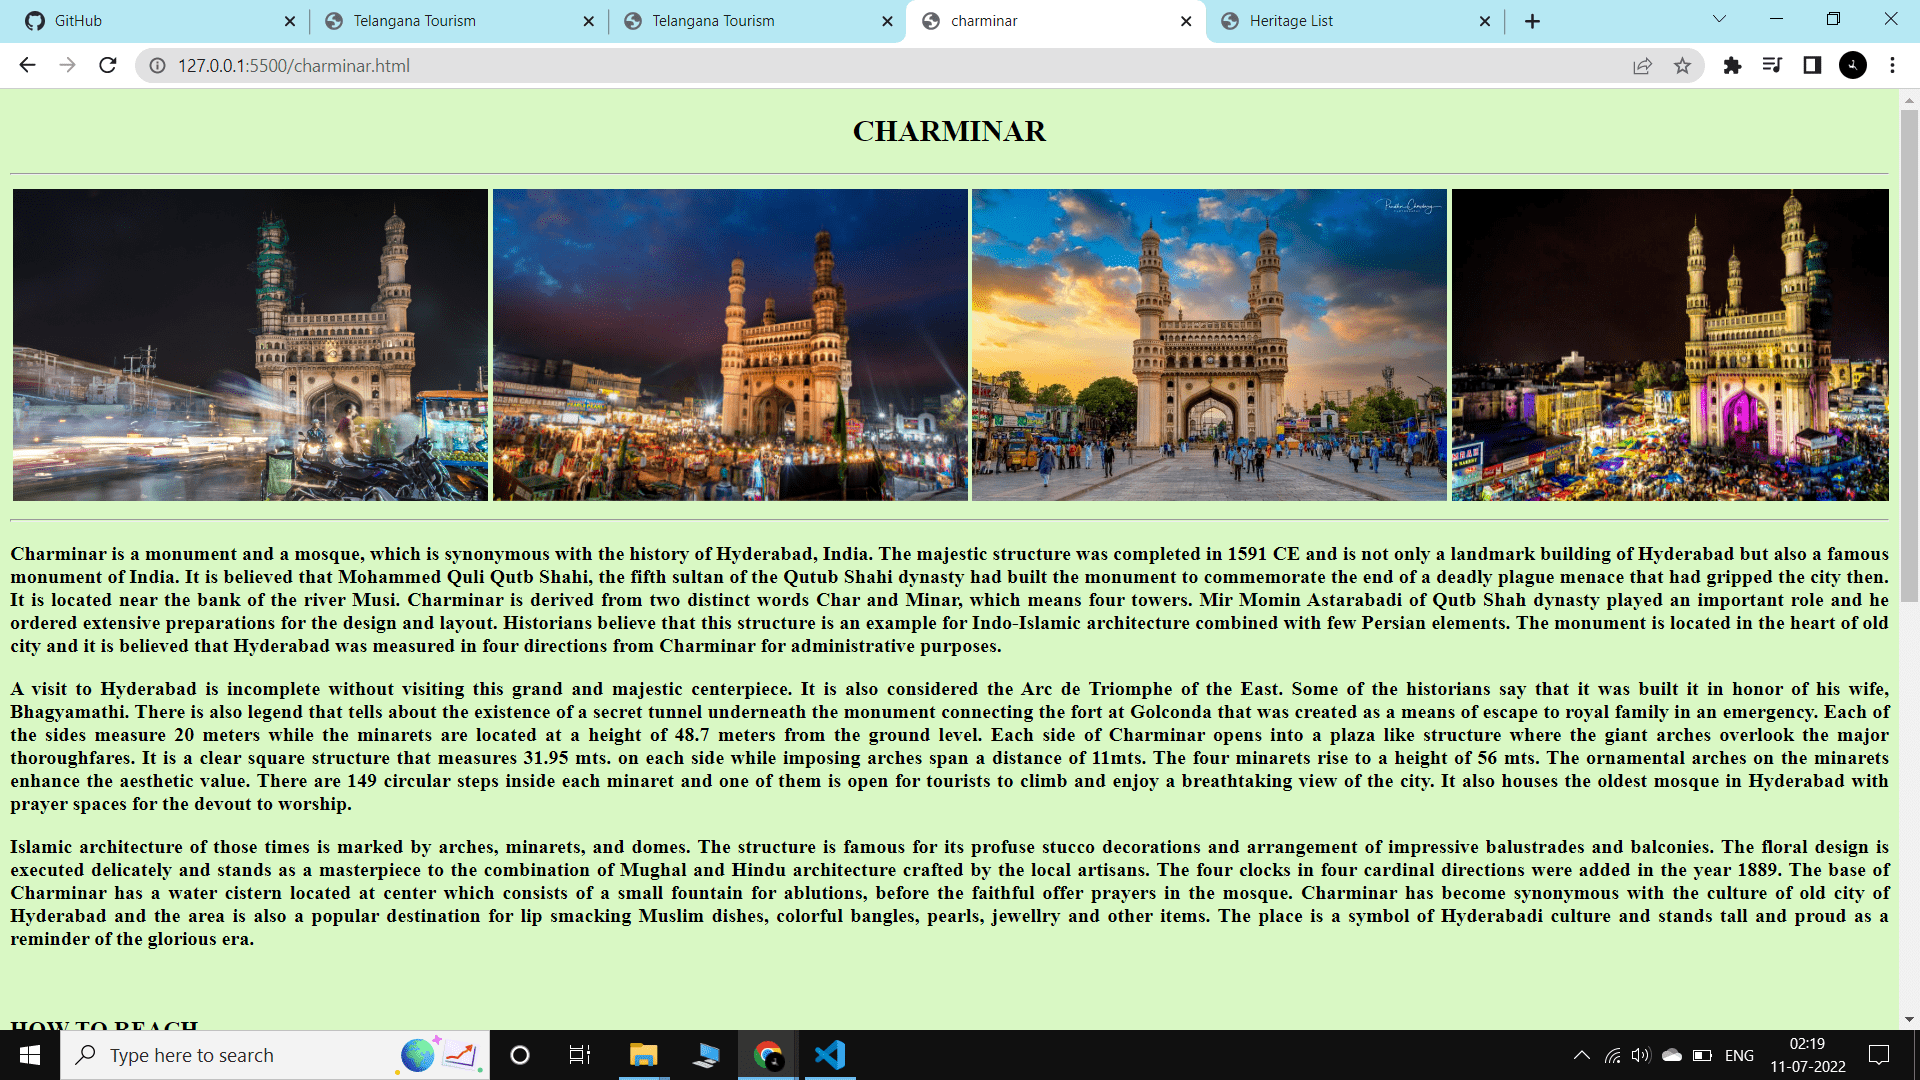 GitHub
Telangana Tourism
Telangana Tourism
charminar
Heritage List
127.0.0.1:5500/charminar.html
CHARMINAR
Charminar is a monument and a mosque, which is synonymous with the history of Hyderabad, India. The majestic structure was completed in 1591 CE and is not only a landmark building of Hyderabad but also a famous
monument of India. It is believed that Mohammed Quli Qutb Shahi, the fifth sultan of the Qutub Shahi dynasty had built the monument to commemorate the end of a deadly plague menace that had gripped the city then.
It is located near the bank of the river Musi. Charminar is derived from two distinct words Char and Minar, which means four towers. Mir Momin Astarabadi of Qutb Shah dynasty played an important role and he
ordered extensive preparations for the design and layout. Historians believe that this structure is an example for Indo-Islamic architecture combined with few Persian elements. The monument is located in the heart of old
city and it is believed that Hyderabad was measured in four directions from Charminar for administrative purposes.
A visit to Hyderabad is incomplete without visiting this grand and majestic centerpiece. It is also considered the Arc de Triomphe of the East. Some of the historians say that it was built it in honor of his wife,
Bhagyamathi. There is also legend that tells about the existence of a secret tunnel underneath the monument connecting the fort at Golconda that was created as a means of escape to royal family in an emergency. Each of
the sides measure 20 meters while the minarets are located at a height of 48.7 meters from the ground level. Each side of Charminar opens into a plaza like structure where the giant arches overlook the major
thoroughfares. It is a clear square structure that measures 31.95 mts. on each side while imposing arches span a distance of 11mts. The four minarets rise to a height of 56 mts. The ornamental arches on the minarets
enhance the aesthetic value. There are 149 circular steps inside each minaret and one of them is open for tourists to climb and enjoy a breathtaking view of the city. It also houses the oldest mosque in Hyderabad with
prayer spaces for the devout to worship.
Islamic architecture of those times is marked by arches, minarets, and domes. The structure is famous for its profuse stucco decorations and arrangement of impressive balustrades and balconies. The floral design is
executed delicately and stands as a masterpiece to the combination of Mughal and Hindu architecture crafted by the local artisans. The four clocks in four cardinal directions were added in the year 1889. The base of
Charminar has a water cistern located at center which consists of a small fountain for ablutions, before the faithful offer prayers in the mosque. Charminar has become synonymous with the culture of old city of
Hyderabad and the area is also a popular destination for lip smacking Muslim dishes, colorful bangles, pearls, jewellry and other items. The place is a symbol of Hyderabadi culture and stands tall and proud as a
reminder of the glorious era.
HOW TO REACH
Type here to search
ENG
02:19
11-07-2022